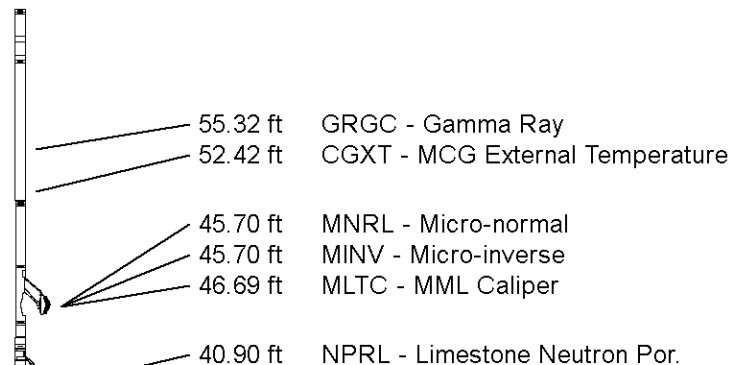 55.32 ft GRGC - Gamma Ray
52.42 ft CGXT - MCG External Temperature
45.70 ft MNRL - Micro-normal
45.70 ft MINV - Micro-inverse
46.69 ft MLTC - MML Caliper
40.90 ft NPRL - Limestone Neutron Por.